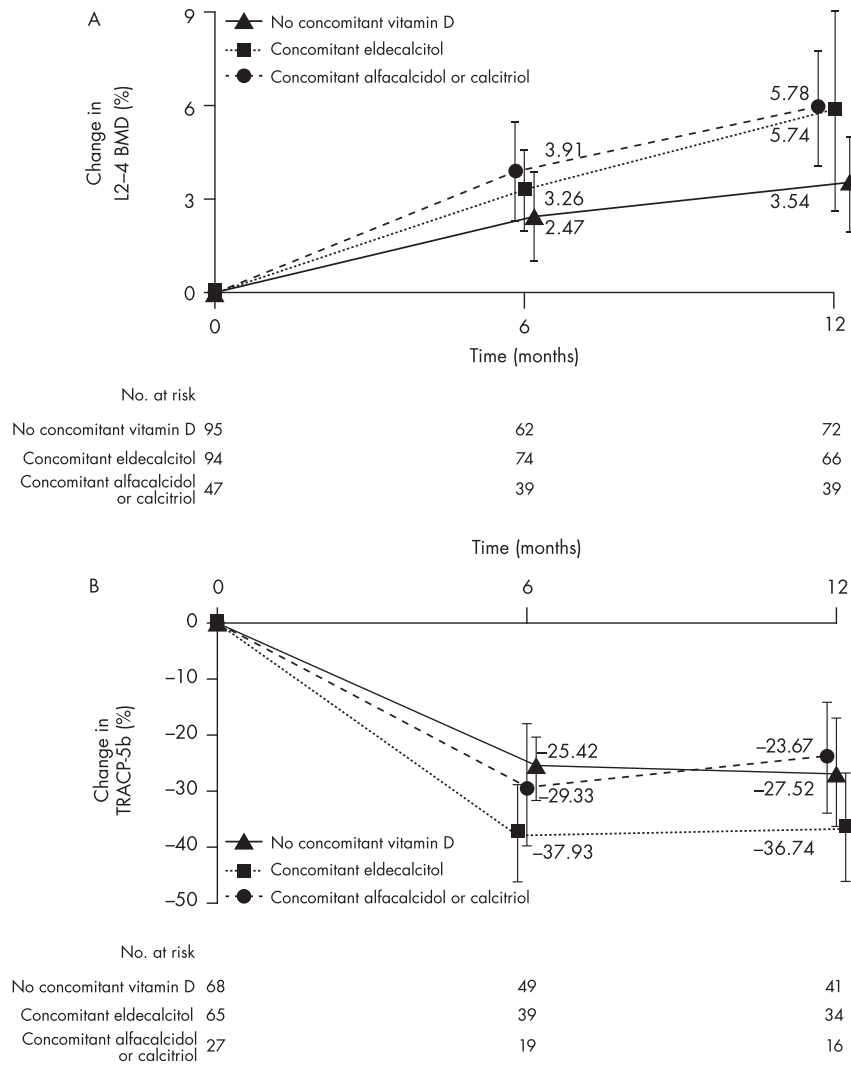 A
9
6
3
0
Change in
L2–4 BMD (%)
No concomitant vitamin D
Concomitant eldecalcitol
Concomitant alfacalcidol or calcitriol
3.91
3.26
2.47
5.78
5.74
3.54
0 6 12
Time (months)
No. at risk
No concomitant vitamin D 95 62 72
Concomitant eldecalcitol 94 74 66
Concomitant alfacalcidol
or calcitriol 47 39 39
Time (months)
B
0 6 12
0
–10
–20
–30
–40
–50
Change in
TRACP-5b (%)
–25.42
–29.33
–37.93
–23.67
–27.52
–36.74
No concomitant vitamin D
Concomitant eldecalcitol
Concomitant alfacalcidol or calcitriol
No. at risk
No concomitant vitamin D 68 49 41
Concomitant eldecalcitol 65 39 34
Concomitant alfacalcidol
or calcitriol 27 19 16